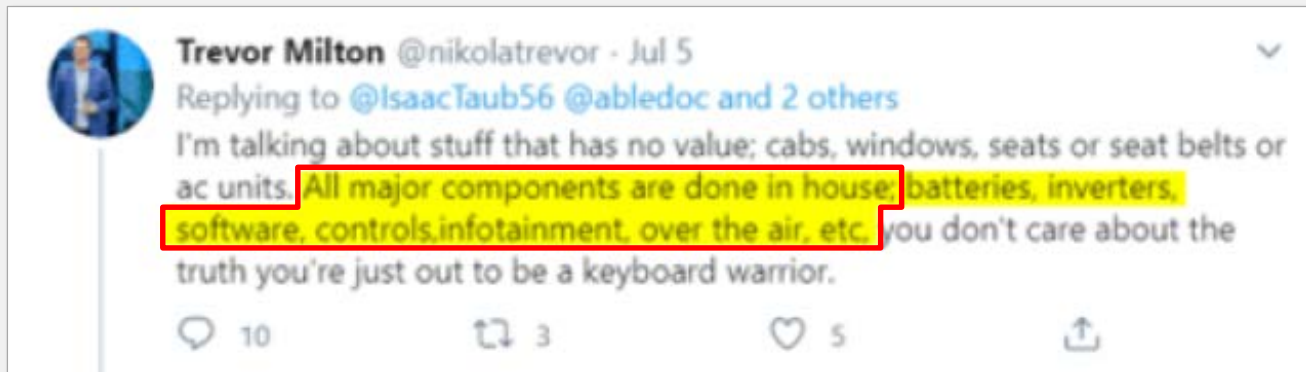 Trevor Milton @nikolatrevor · Jul 5
Replying to @IsaacTaub56 @abledoc and 2 others
I'm talking about stuff that has no value; cabs, windows, seats or seat belts or
ac units. All major components are done in house; batteries, inverters,
software, controls,infotainment, over the air, etc, you don't care about the
truth you're just out to be a keyboard warrior.
10 3 5